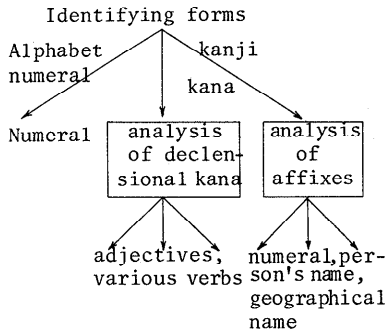 Identifying forms
Alphabet
numeral
kanji
kana
Numeral
analysis
of declen-
sional kana
analysis
of
affixes
adjectives,
various verbs
numeral,per-
son's name,
geographical
name